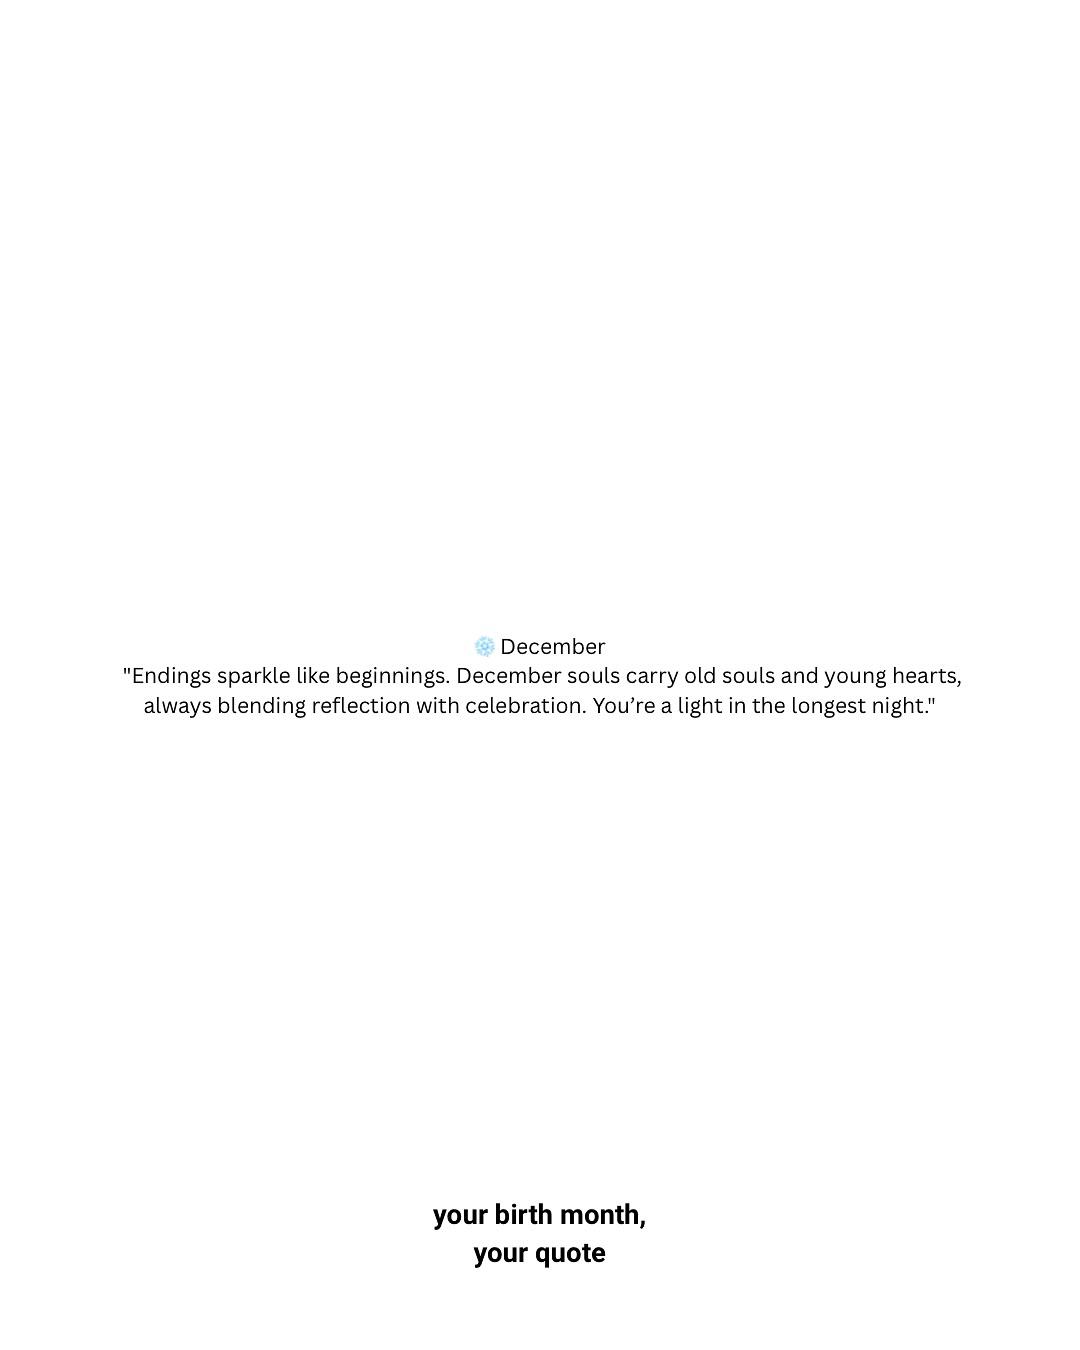 ❄️ December
"Endings sparkle like beginnings. December souls carry old souls and young hearts,
always blending reflection with celebration. You’re a light in the longest night."
your birth month,
your quote